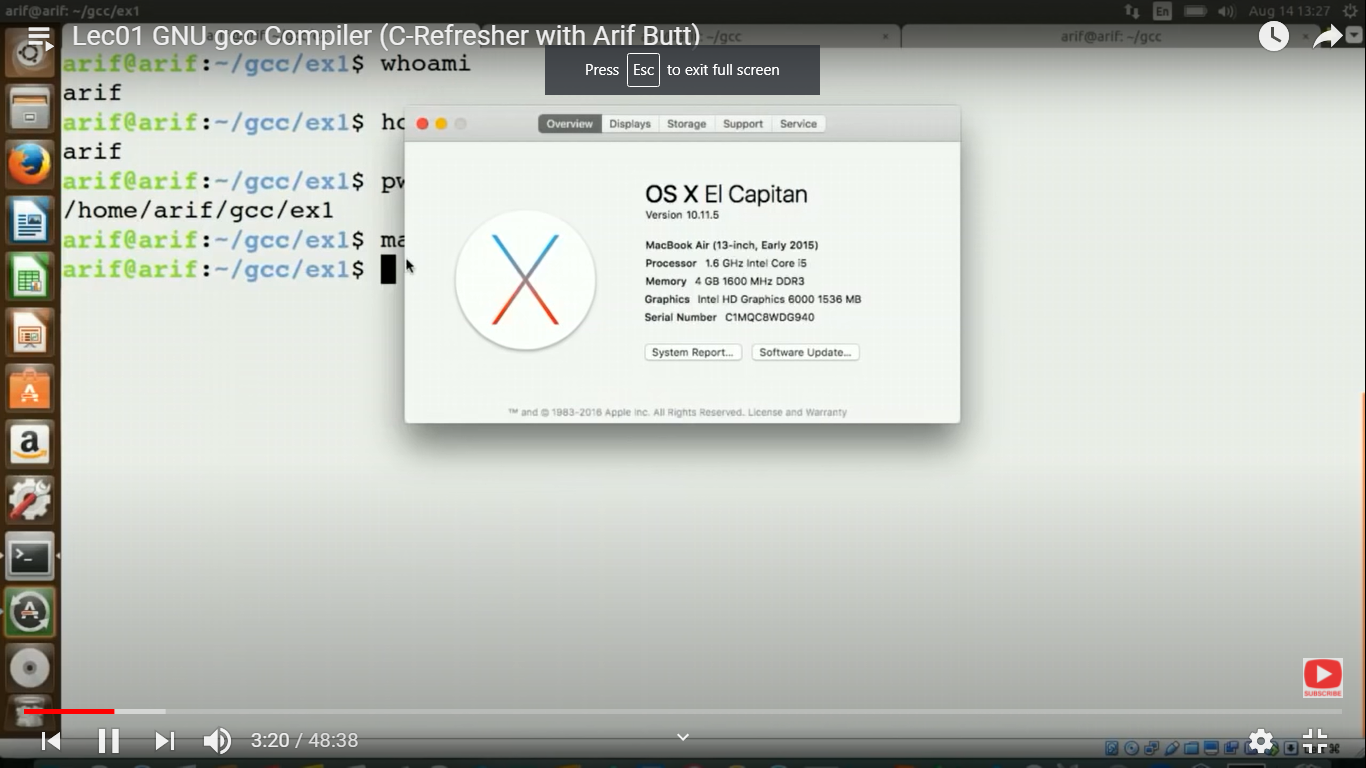 arif@arif: ~/gcc/ex1
En
Aug 14 13:27
Lec01 GNU gcc Compiler (C-Refresher with Arif Butt)
~/gcc
arif@arif: ~/gcc
Press Esc to exit full screen
arif@arif:~/gcc/ex1$ whoami
arif
arif@arif:~/gcc/ex1$ ho
arif
arif@arif:~/gcc/ex1$ pw
/home/arif/gcc/ex1
arif@arif:~/gcc/ex1$ ma
arif@arif:~/gcc/ex1$
Overview Displays Storage Support Service
OS X El Capitan
Version 10.11.5
MacBook Air (13-inch, Early 2015)
Processor 1.6 GHz Intel Core i5
Memory 4 GB 1600 MHz DDR3
Graphics Intel HD Graphics 6000 1536 MB
Serial Number C1MQC8WDG940
System Report... Software Update...
™ and © 1983-2016 Apple Inc. All Rights Reserved. License and Warranty
a
SUBSCRIBE
3:20 / 48:38